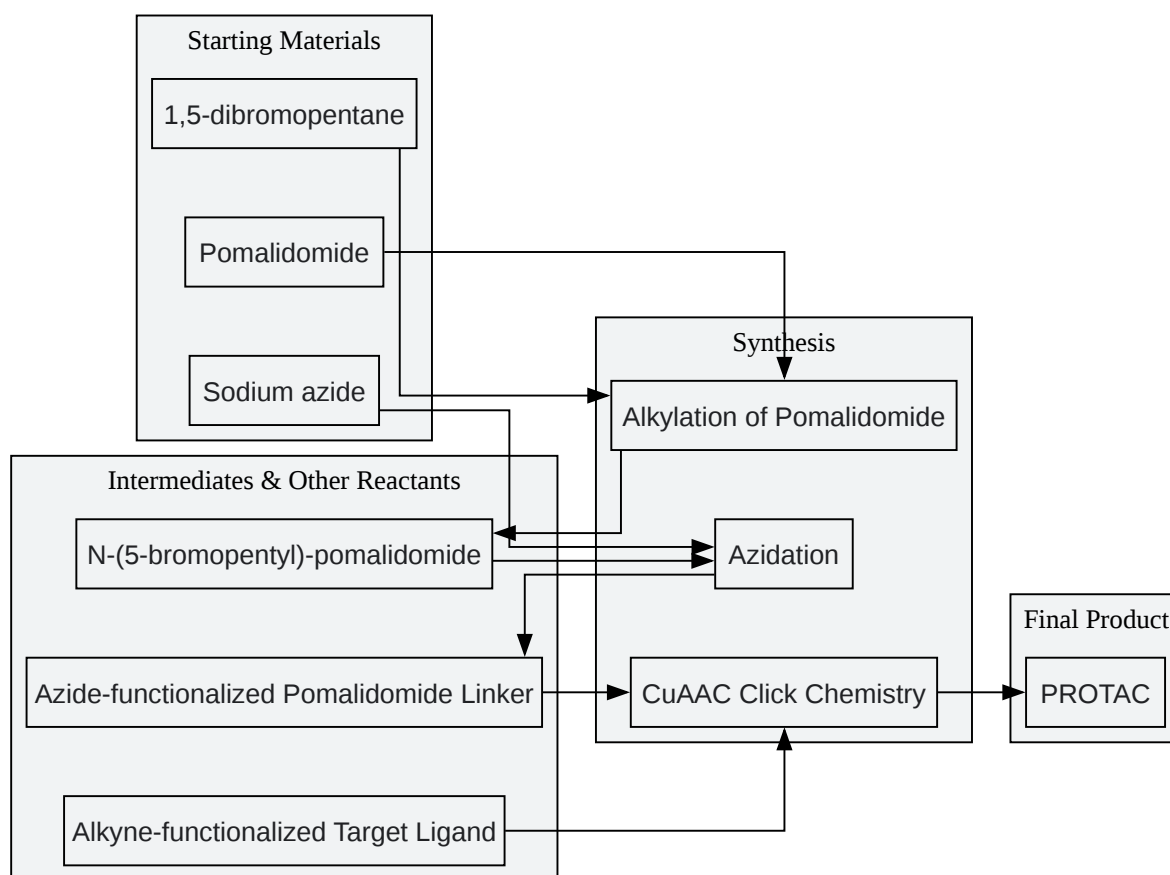 Starting Materials
1,5-dibromopentane
Pomalidomide
Sodium azide
Synthesis
Alkylation of Pomalidomide
Intermediates & Other Reactants
N-(5-bromopentyl)-pomalidomide
Azidation
Final Product
Azide-functionalized Pomalidomide Linker
CuAAC Click Chemistry
PROTAC
Alkyne-functionalized Target Ligand